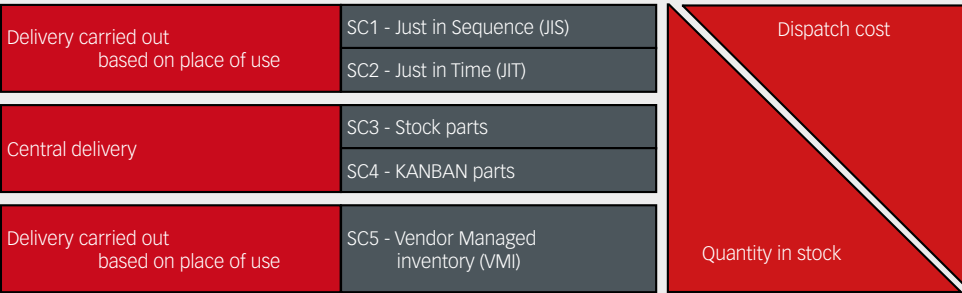 Delivery carried out
based on place of use
SC1 - Just in Sequence (JIS)
SC2 - Just in Time (JIT)
Central delivery
SC3 - Stock parts
SC4 - KANBAN parts
Delivery carried out
based on place of use
SC5 - Vendor Managed
inventory (VMI)
Dispatch cost
Quantity in stock